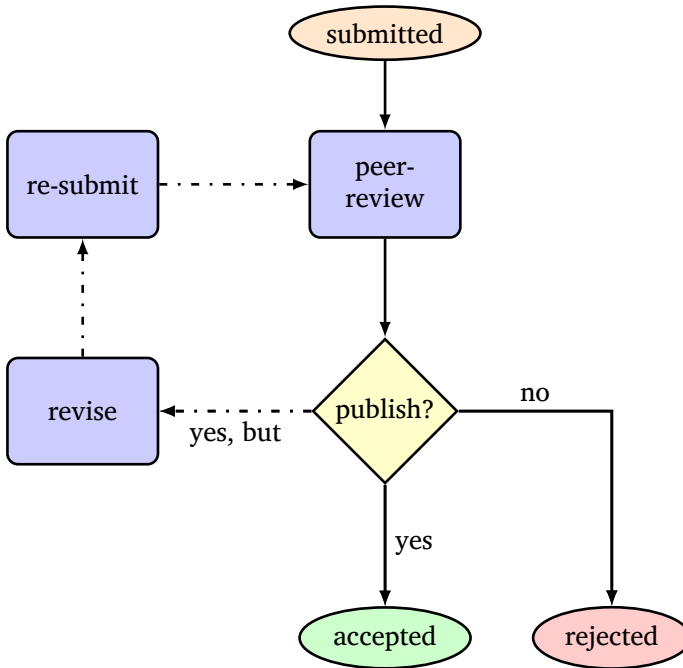 submitted
re-submit
peer-
review
revise
publish?
no
yes, but
yes
accepted
rejected